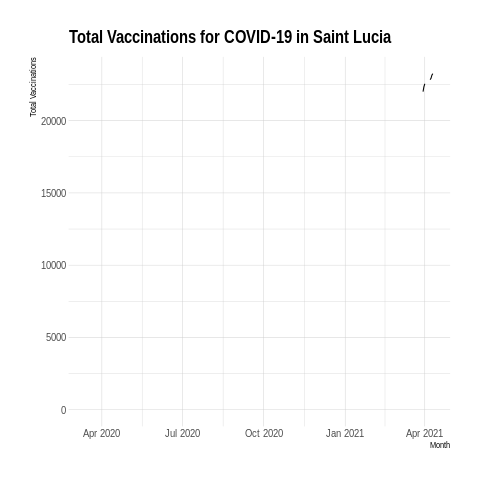 Total Vaccinations for COVID-19 in Saint Lucia
Total Vaccinations
20000
15000
10000
5000
0
Apr 2020 Jul 2020 Oct 2020 Jan 2021 Apr 2021
Month